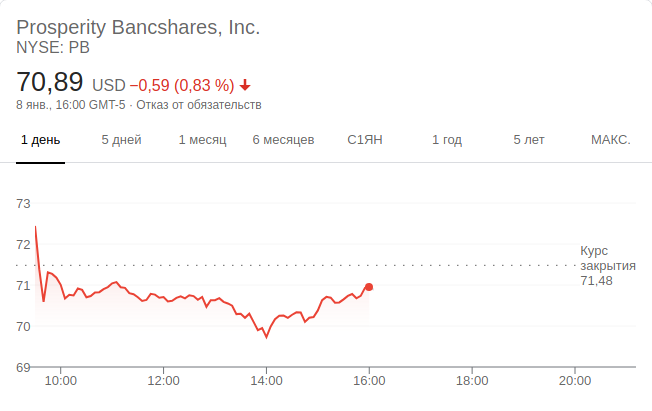 Prosperity Bancshares, Inc.
NYSE: PB
70,89 USD −0,59 (0,83 %)
8 янв., 16:00 GMT-5 · Отказ от обязательств
1 день 5 дней 1 месяц 6 месяцев С1ЯН 1 год 5 лет МАКС.
73
72
Курс
закрытия
71,48
71
70
69
10:00 12:00 14:00 16:00 18:00 20:00